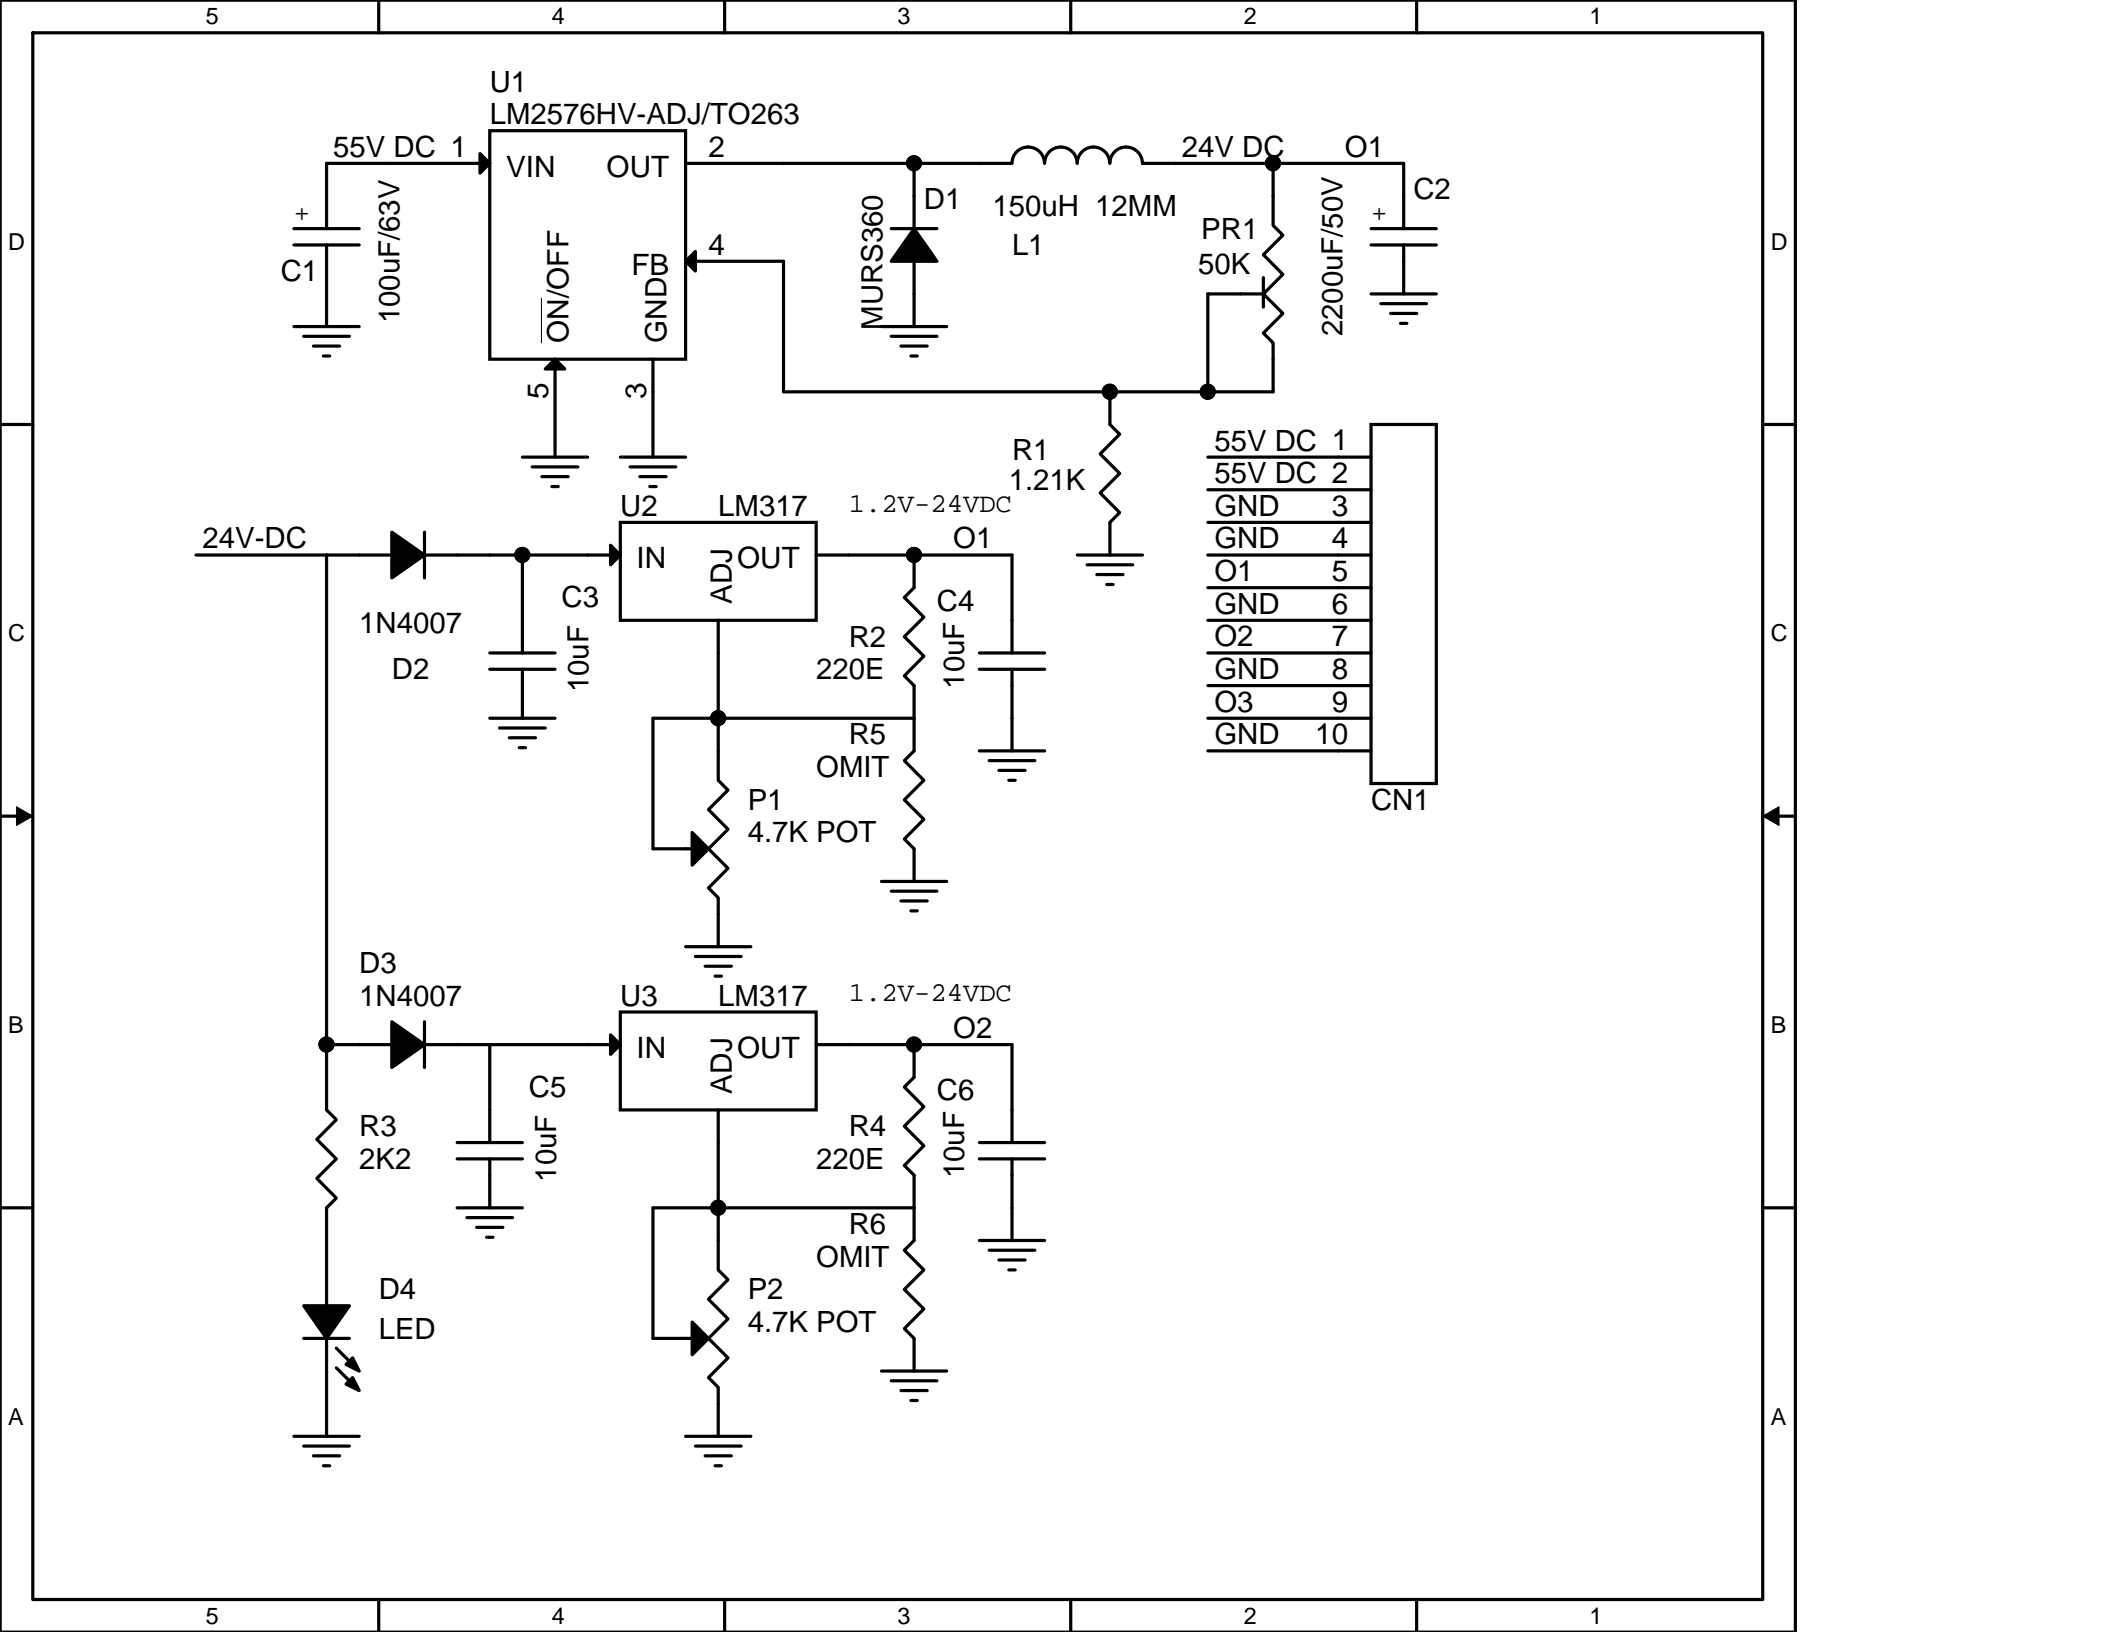 5 4 3 2 1
D
C
B
A
D
C
B
A
U1
LM2576HV-ADJ/TO263
55V DC 1
VIN OUT
2
FB
4
ON/OFF
GND
5
3
+
C1
100uF/63V
D1
MURS360
150uH 12MM
L1
24V DC
O1
PR1
50K
C2
+
2200uF/50V
R1
1.21K
55V DC 1
55V DC 2
GND 3
GND 4
O1 5
GND 6
O2 7
GND 8
O3 9
GND 10
CN1
24V-DC
1N4007
D2
C3
10uF
U2 LM317
IN ADJ OUT
1.2V-24VDC
O1
R2
220E
C4
10uF
R5
OMIT
P1
4.7K POT
D3
1N4007
C5
10uF
U3 LM317
IN ADJ OUT
1.2V-24VDC
O2
R4
220E
C6
10uF
R6
OMIT
P2
4.7K POT
R3
2K2
D4
LED
5 4 3 2 1